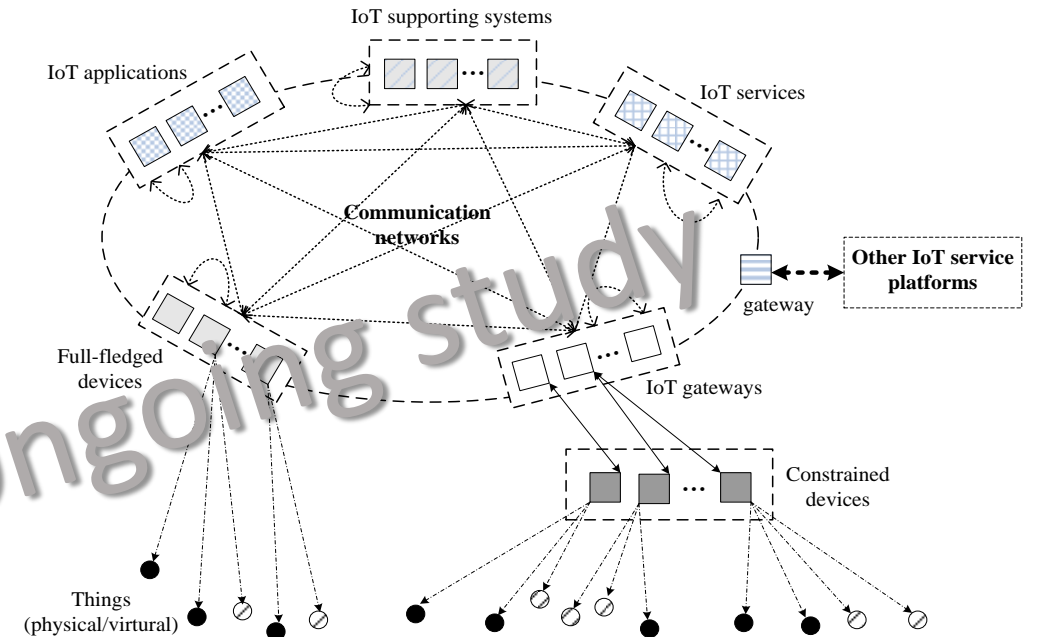 IoT supporting systems
IoT applications
IoT services
Communication
networks
Other IoT service
platforms
gateway
Full-fledged
devices
IoT gateways
Constrained
devices
Things
(physical/virtural)
ongoing study